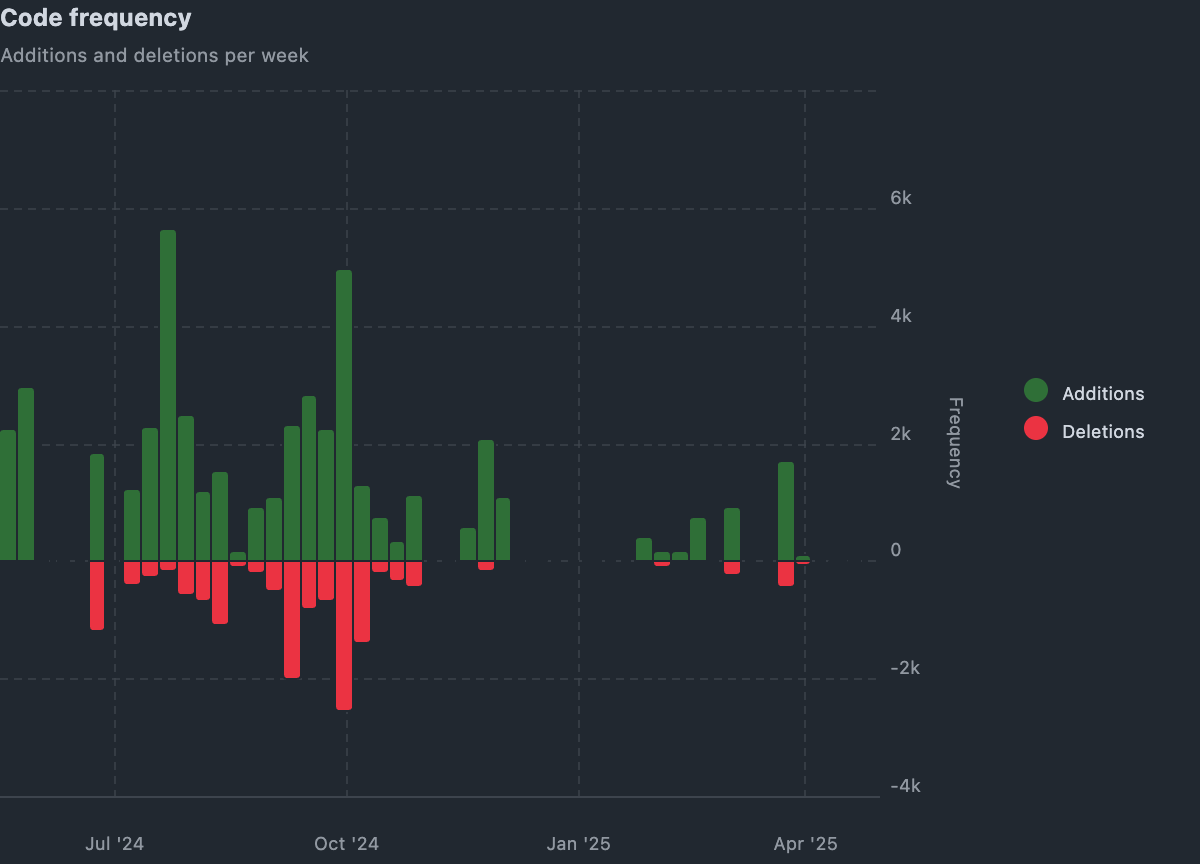 Code frequency
Additions and deletions per week
6k
4k
2k
0
-2k
-4k
Frequency
Additions
Deletions
Jul '24
Oct '24
Jan '25
Apr '25